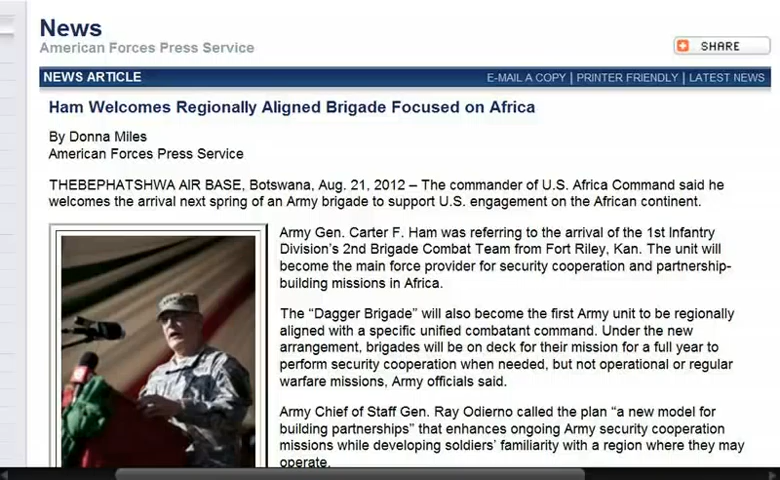 News
American Forces Press Service
SHARE
NEWS ARTICLE
E-MAIL A COPY | PRINTER FRIENDLY | LATEST NEWS
Ham Welcomes Regionally Aligned Brigade Focused on Africa
By Donna Miles
American Forces Press Service
THEBEPHATSHWA AIR BASE, Botswana, Aug. 21, 2012 – The commander of U.S. Africa Command said he
welcomes the arrival next spring of an Army brigade to support U.S. engagement on the African continent.
Army Gen. Carter F. Ham was referring to the arrival of the 1st Infantry
Division's 2nd Brigade Combat Team from Fort Riley, Kan. The unit will
become the main force provider for security cooperation and partnership-
building missions in Africa.
The “Dagger Brigade” will also become the first Army unit to be regionally
aligned with a specific unified combatant command. Under the new
arrangement, brigades will be on deck for their mission for a full year to
perform security cooperation when needed, but not operational or regular
warfare missions, Army officials said.
Army Chief of Staff Gen. Ray Odierno called the plan “a new model for
building partnerships” that enhances ongoing Army security cooperation
missions while developing soldiers' familiarity with a region where they may
operate.